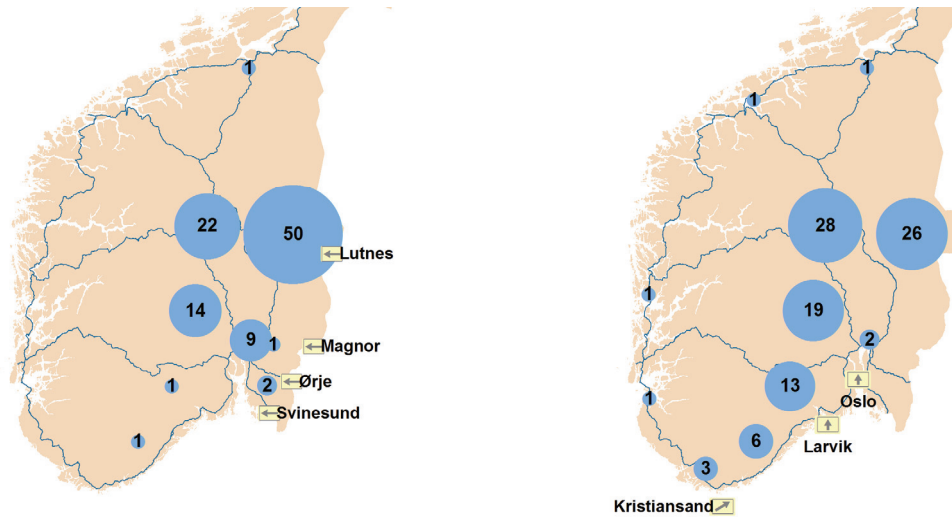 1
22
50
Lutnes
14
9
1
Magnor
1
2
Ørje
Svinesund
1
1
1
28
26
1
19
2
13
1
Oslo
6
Larvik
3
Kristiansand